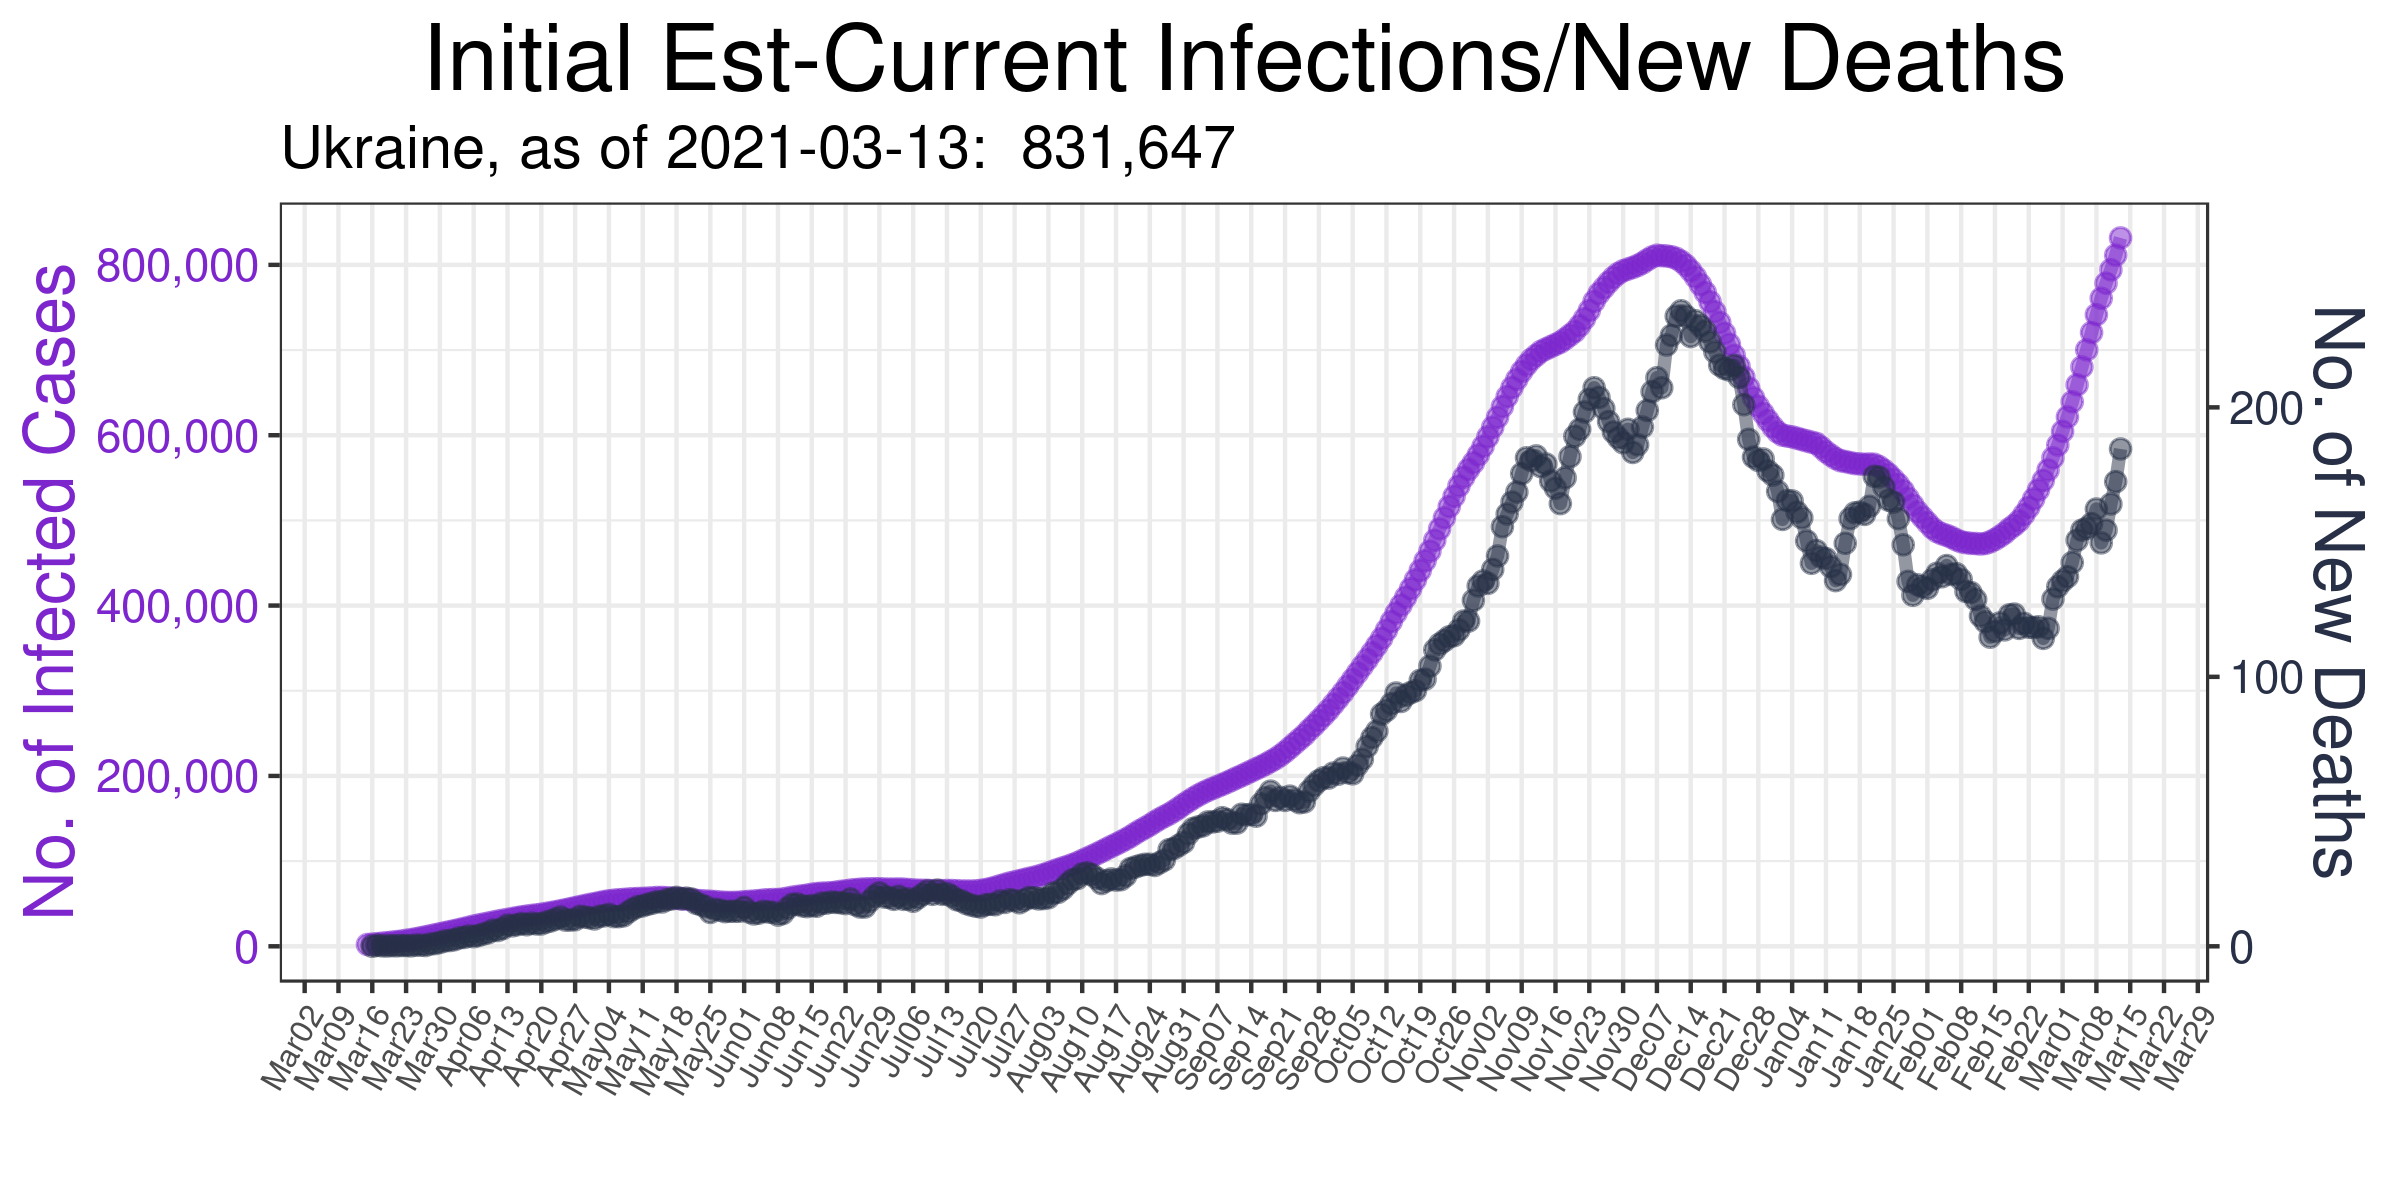 Initial Est-Current Infections/New Deaths
Ukraine, as of 2021-03-13:  831,647
No. of Infected Cases
800,000
600,000
400,000
200,000
0
200
100
0
No. of New Deaths
Mar02
Mar09
Mar16
Mar23
Mar30
Apr06
Apr13
Apr20
Apr27
May04
May11
May18
May25
Jun01
Jun08
Jun15
Jun22
Jun29
Jul06
Jul13
Jul20
Jul27
Aug03
Aug10
Aug17
Aug24
Aug31
Sep07
Sep14
Sep21
Sep28
Oct05
Oct12
Oct19
Oct26
Nov02
Nov09
Nov16
Nov23
Nov30
Dec07
Dec14
Dec21
Dec28
Jan04
Jan11
Jan18
Jan25
Feb01
Feb08
Feb15
Feb22
Mar01
Mar08
Mar15
Mar22
Mar29